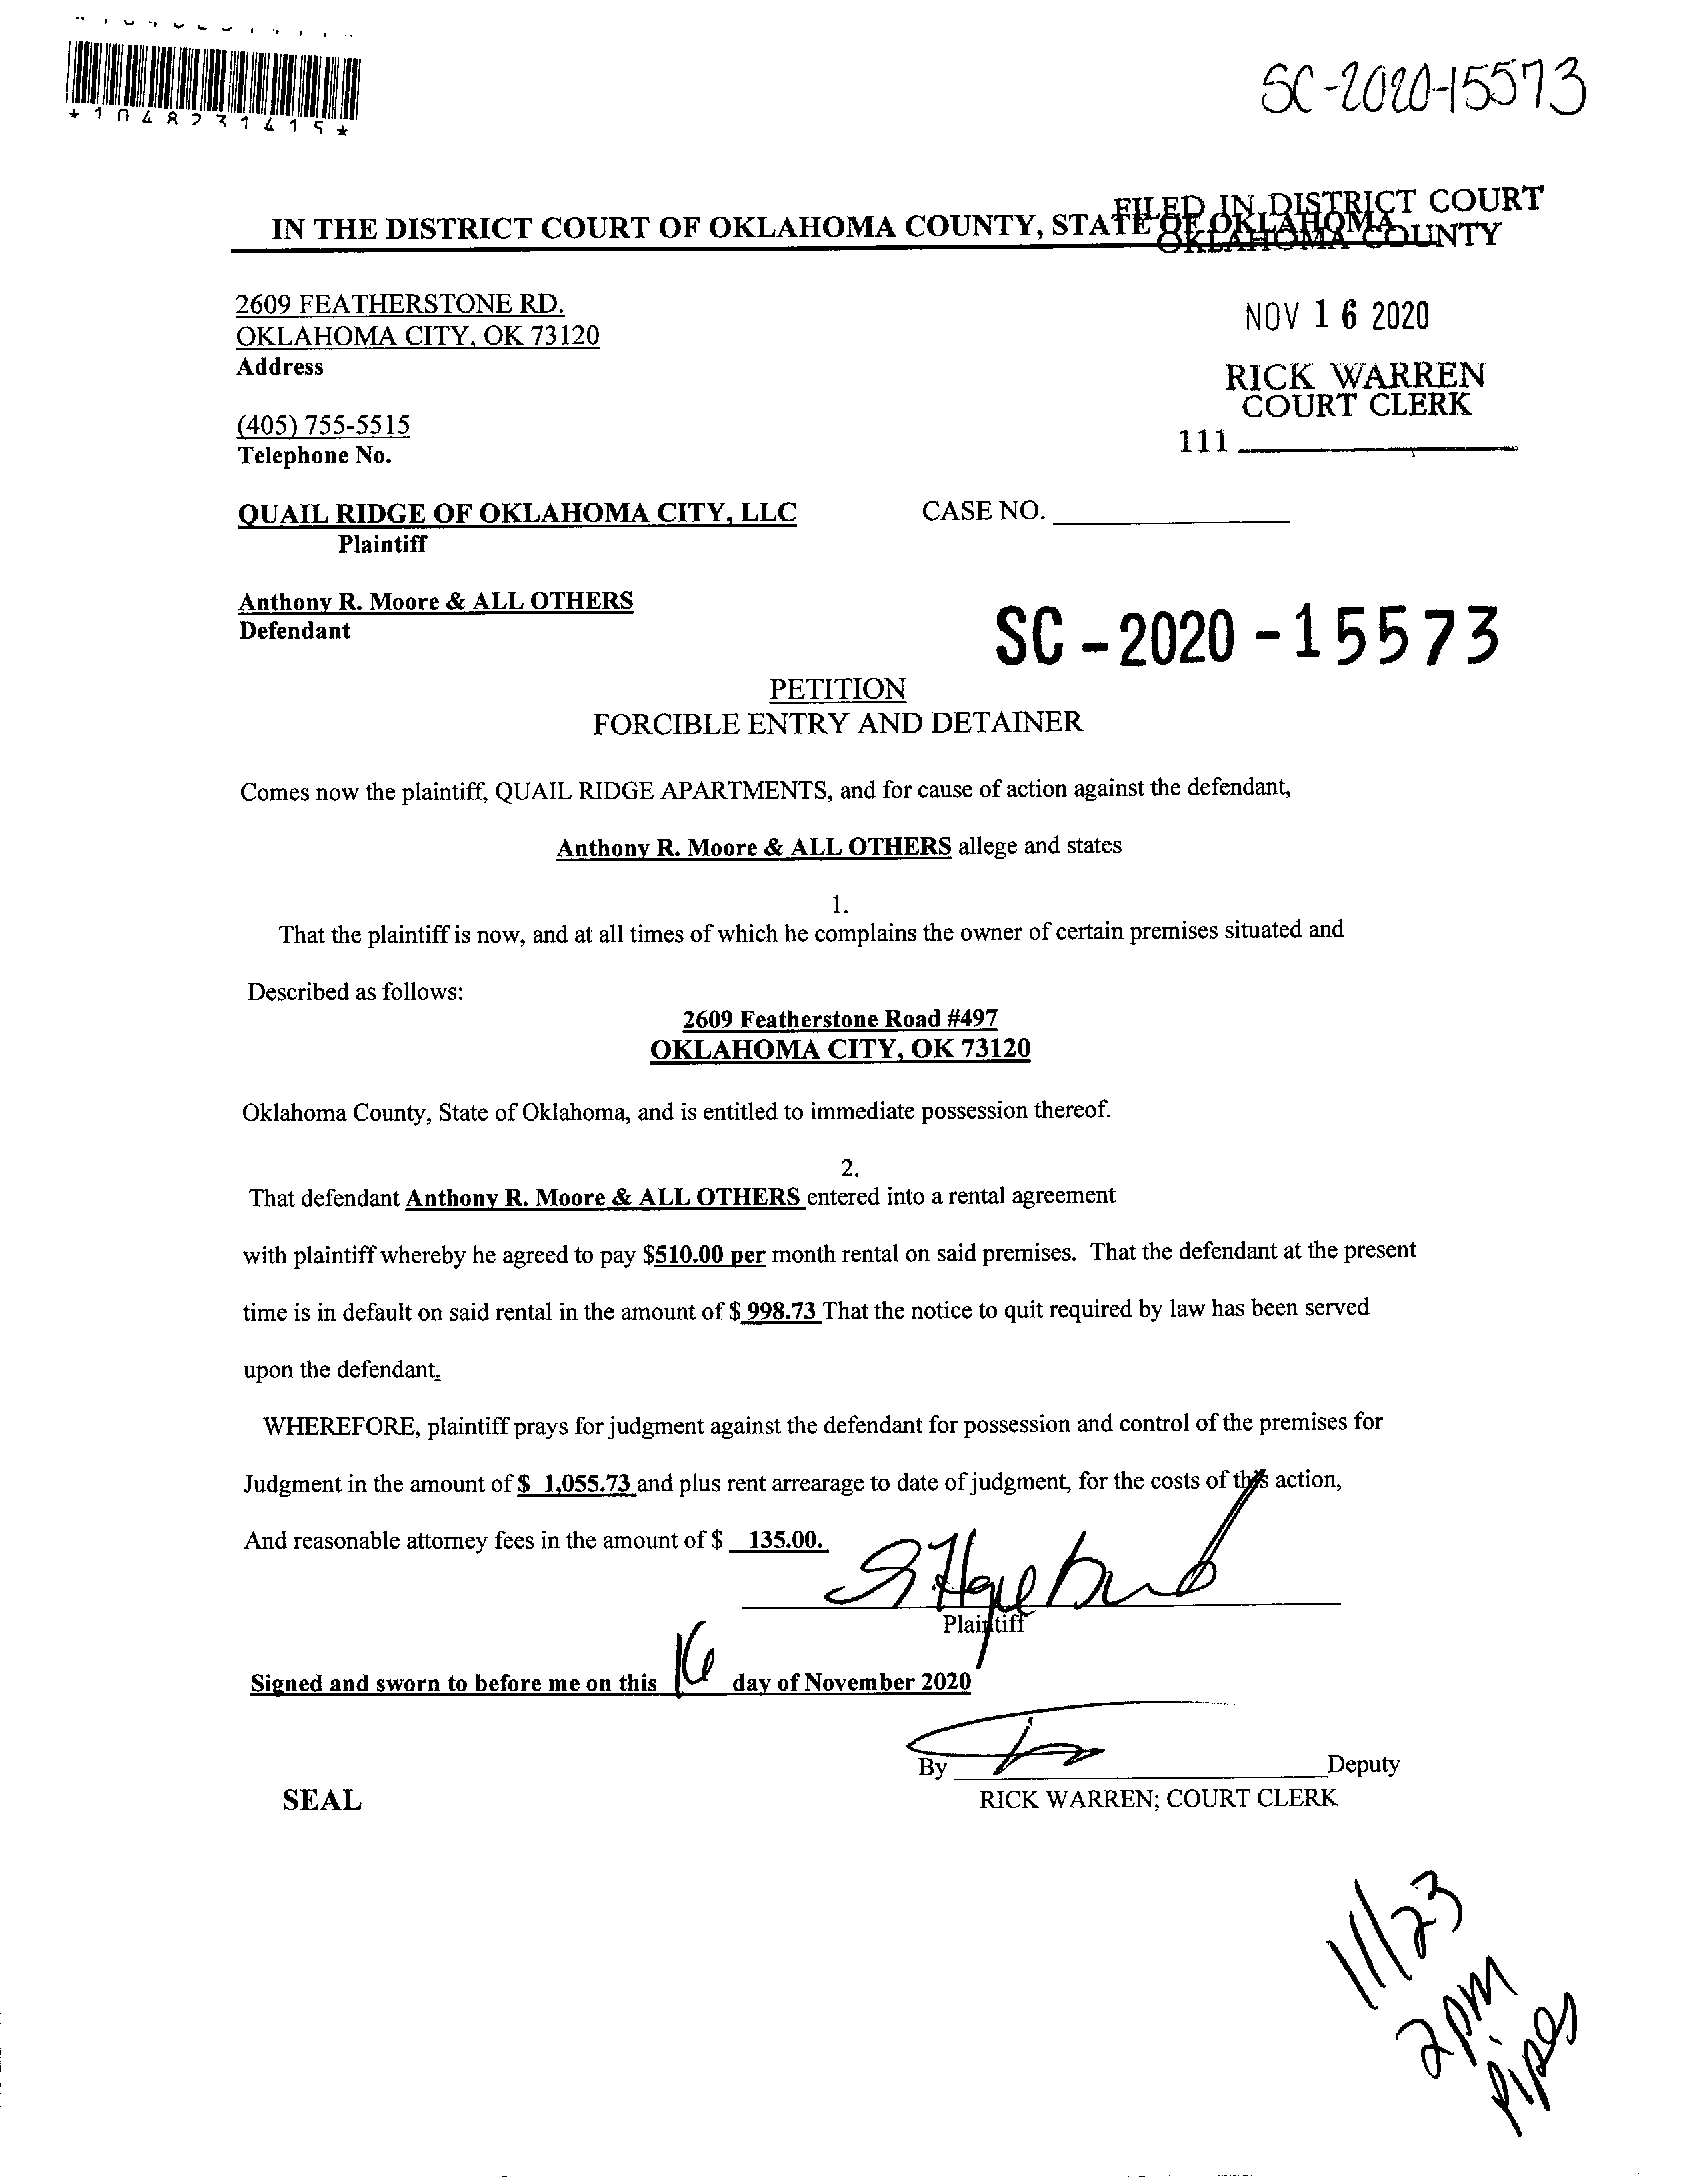 *1048231415*
SC-2020-15573
IN THE DISTRICT COURT OF OKLAHOMA COUNTY, STATE OF OKLAHOMA
FILED IN DISTRICT COURT
OKLAHOMA COUNTY
2609 FEATHERSTONE RD.
OKLAHOMA CITY, OK 73120
Address
NOV 16 2020
RICK WARREN
COURT CLERK
111
(405) 755-5515
Telephone No.
QUAIL RIDGE OF OKLAHOMA CITY, LLC
Plaintiff
CASE NO.
Anthony R. Moore & ALL OTHERS
Defendant
SC - 2020 - 15573
PETITION
FORCIBLE ENTRY AND DETAINER
Comes now the plaintiff, QUAIL RIDGE APARTMENTS, and for cause of action against the defendant,
Anthony R. Moore & ALL OTHERS allege and states
1.
That the plaintiff is now, and at all times of which he complains the owner of certain premises situated and
Described as follows:
2609 Featherstone Road #497
OKLAHOMA CITY, OK 73120
Oklahoma County, State of Oklahoma, and is entitled to immediate possession thereof.
2.
That defendant Anthony R. Moore & ALL OTHERS entered into a rental agreement
with plaintiff whereby he agreed to pay $510.00 per month rental on said premises. That the defendant at the present
time is in default on said rental in the amount of $ 998.73 That the notice to quit required by law has been served
upon the defendant.
WHEREFORE, plaintiff prays for judgment against the defendant for possession and control of the premises for
Judgment in the amount of $ 1,055.73 and plus rent arrearage to date of judgment, for the costs of this action,
And reasonable attorney fees in the amount of $ 135.00.
Plaintiff
Signed and sworn to before me on this 16 day of November 2020
By Deputy
RICK WARREN; COURT CLERK
SEAL
11/23
2pm
Pipes